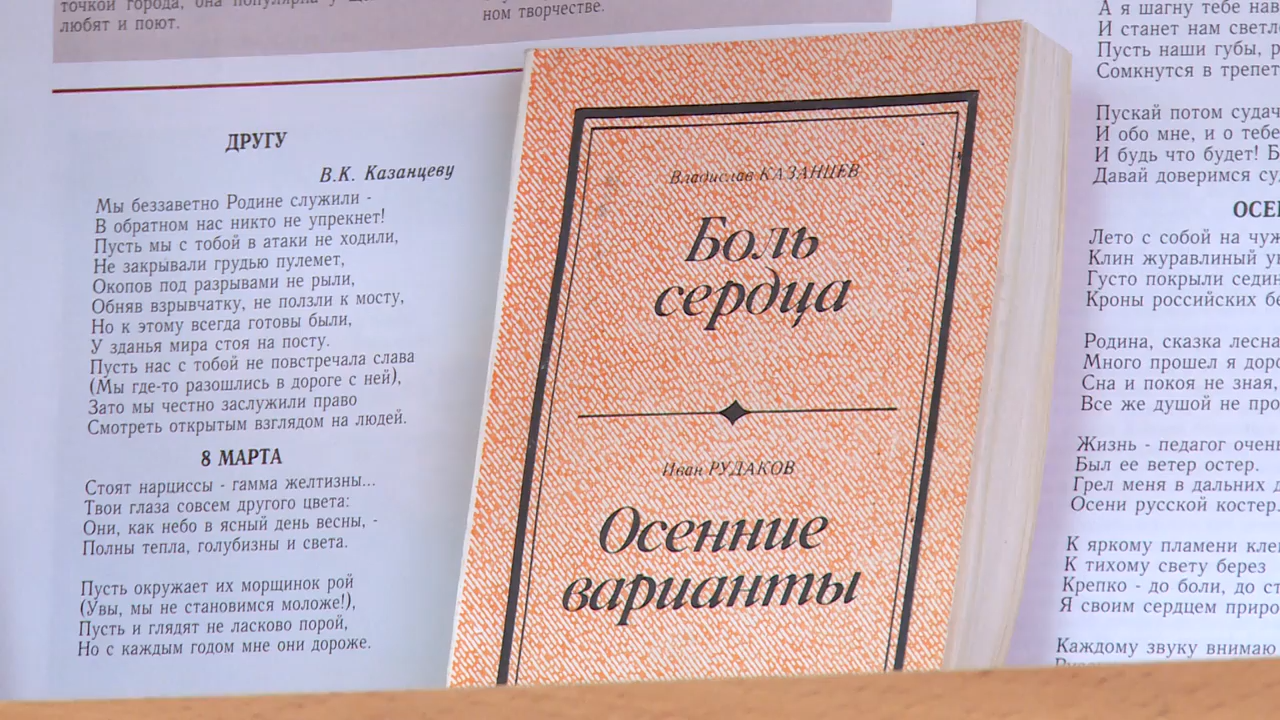 точкой города, она популярна у
любят и поют.
ном творчестве.
ДРУГУ
В.К. Казанцеву
Мы беззаветно Родине служили -
В обратном нас никто не упрекнет!
Пусть мы с тобой в атаки не ходили,
Не закрывали грудью пулемет,
Окопов под разрывами не рыли,
Обняв взрывчатку, не ползли к мосту,
Но к этому всегда готовы были,
У зданья мира стоя на посту.
Пусть нас с тобой не повстречала слава
(Мы где-то разошлись в дороге с ней),
Зато мы честно заслужили право
Смотреть открытым взглядом на людей.
8 МАРТА
Стоят нарциссы - гамма желтизны...
Твои глаза совсем другого цвета:
Они, как небо в ясный день весны, -
Полны тепла, голубизны и света.
Пусть окружает их морщинок рой
(Увы, мы не становимся моложе!),
Пусть и глядят не ласково порой,
Но с каждым годом мне они дороже.
Владислав КАЗАНЦЕВ
Боль
сердца
Иван РУДАКОВ
Осенние
варианты
А я шагну тебе нав
И станет нам светл
Пусть наши губы, р
Сомкнутся в трепет
Пускай потом судач
И обо мне, и о тебе
И будь что будет! Б
Давай доверимся су
ОСЕ
Лето с собой на чуж
Клин журавлиный у
Густо покрыли седин
Кроны российских бе
Родина, сказка лесна
Много прошел я доро
Сна и покоя не зная,
Все же душой не про
Жизнь - педагог очень
Был ее ветер остер.
Грел меня в дальних д
Осени русской костер.
К яркому пламени кле
К тихому свету берез
Крепко - до боли, до с
Я своим сердцем приро
Каждому звуку внимаю